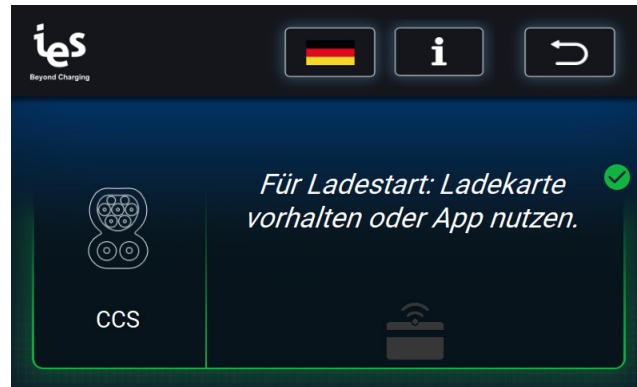 ies
Beyond Charging
i
Für Ladestart: Ladekarte
vorhalten oder App nutzen.
CCS